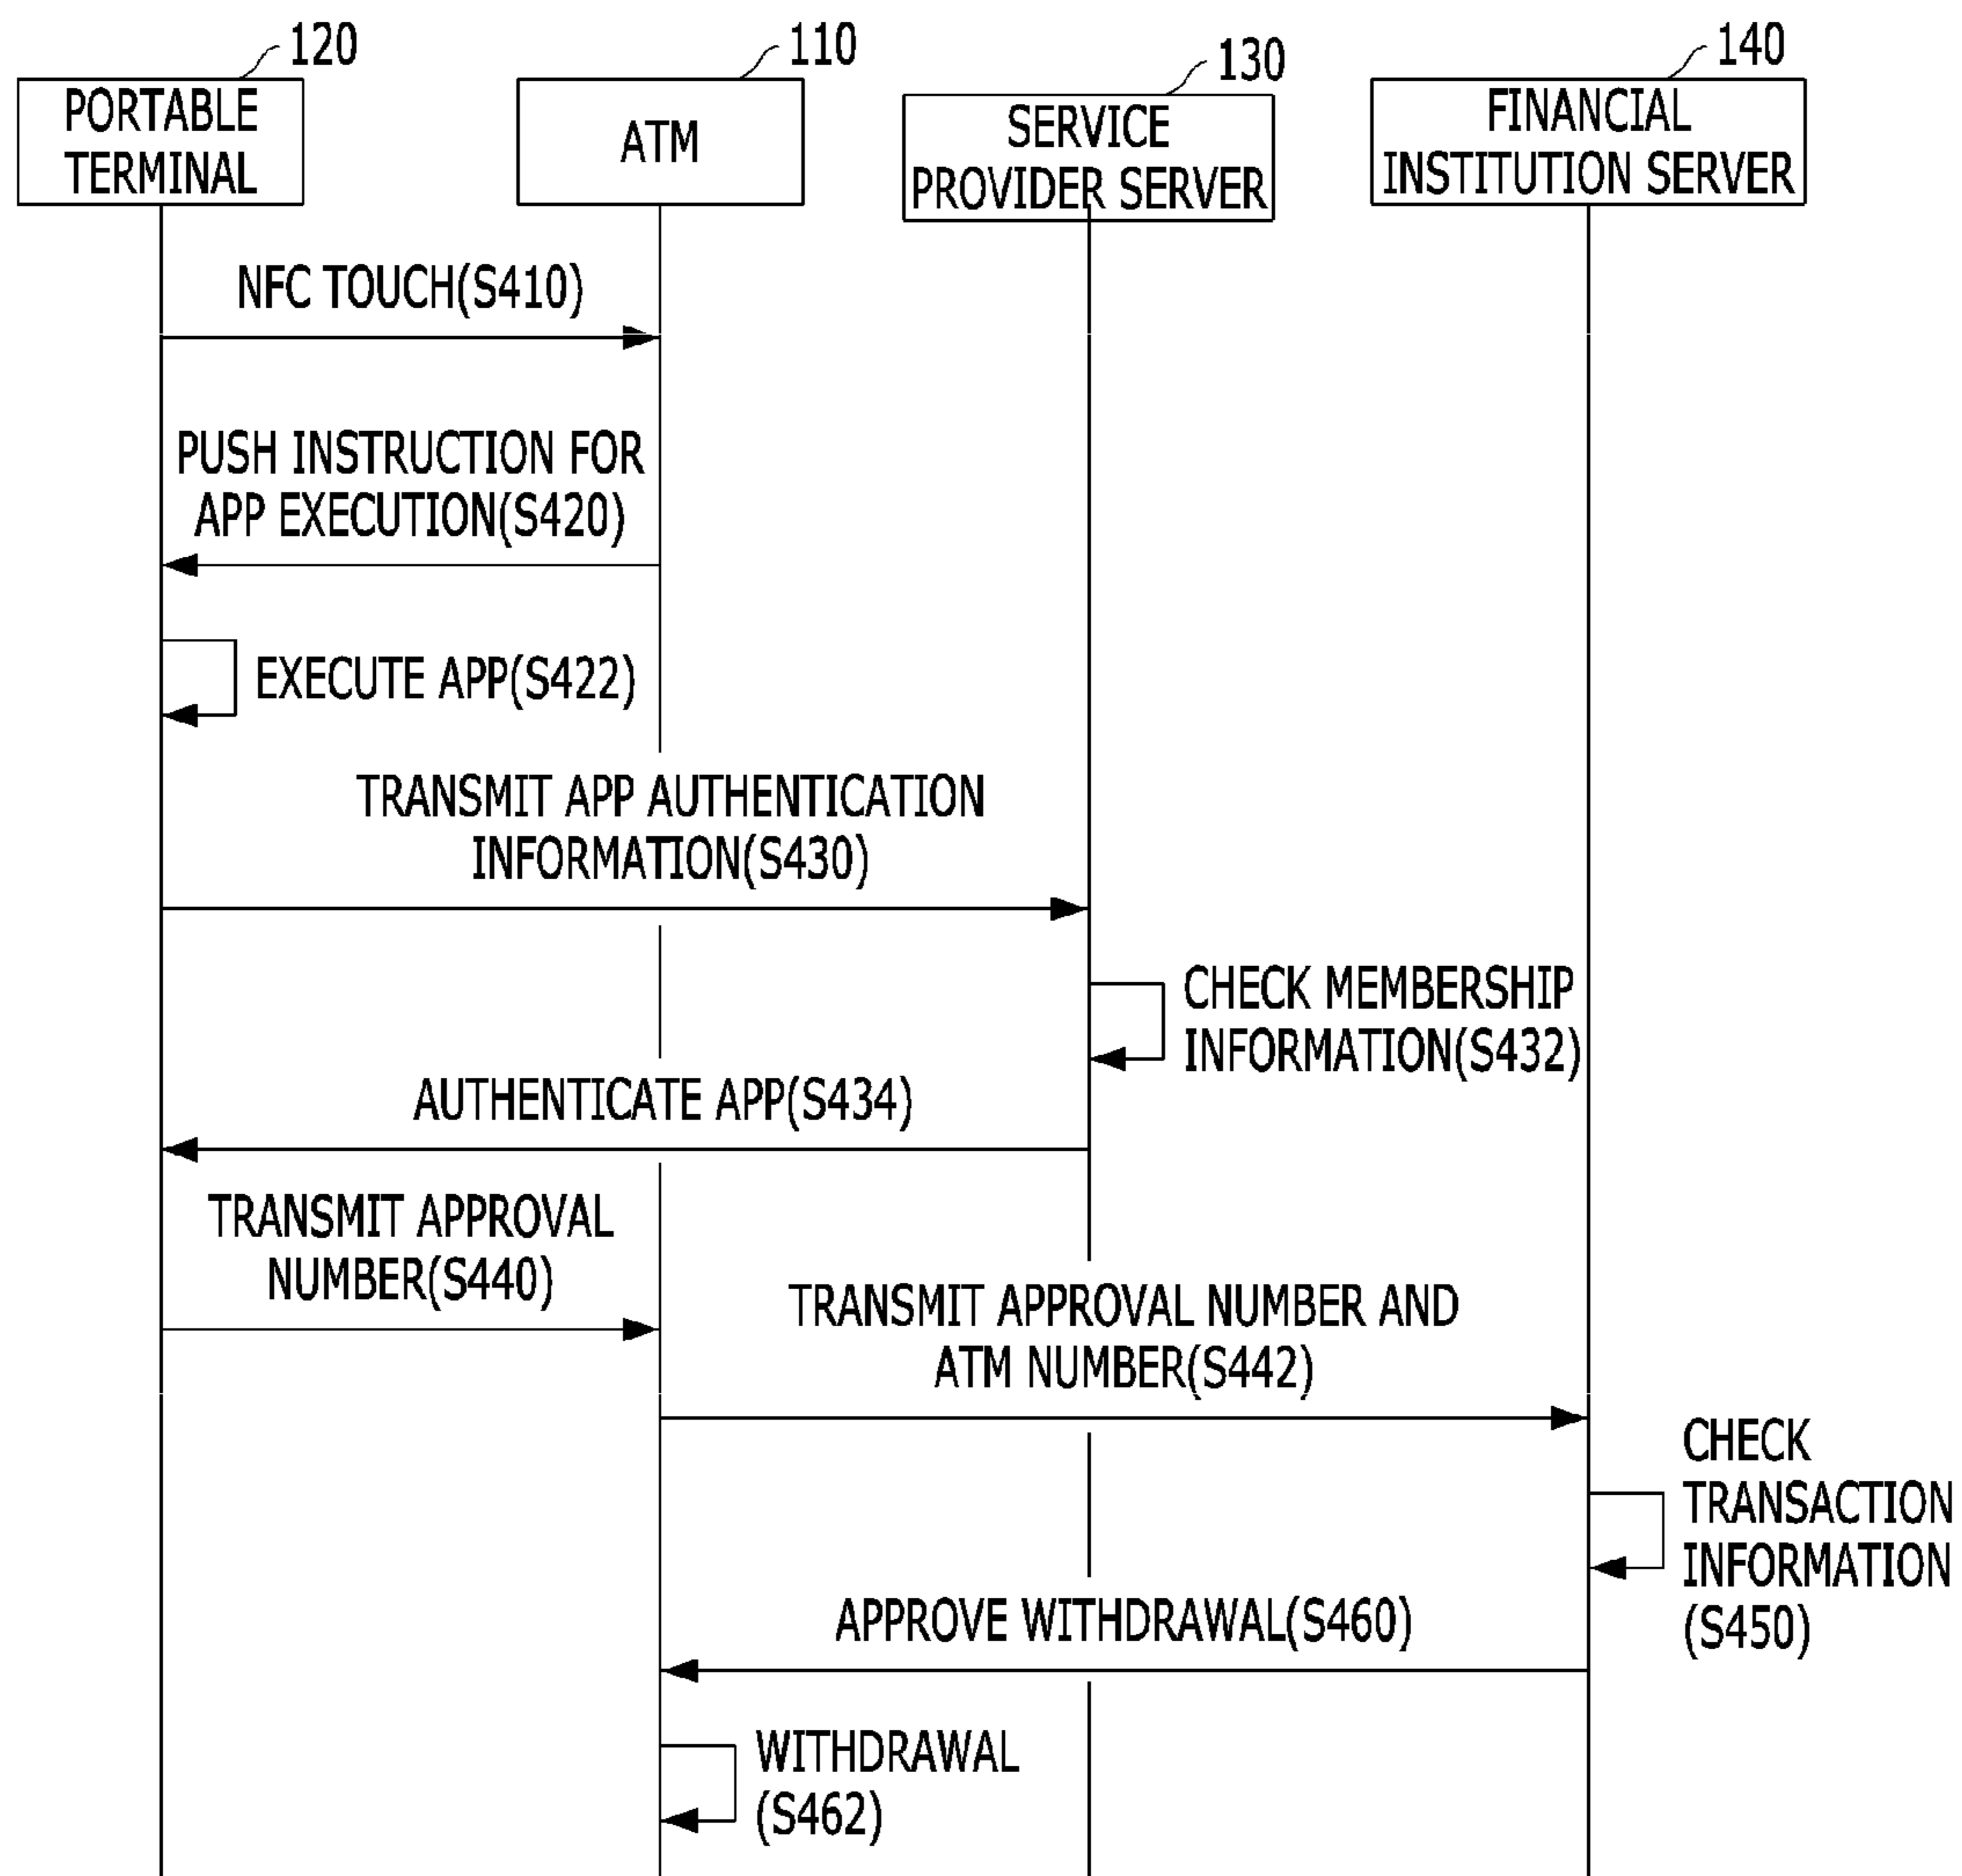 120
110
130
140
PORTABLE
TERMINAL
ATM
SERVICE
PROVIDER SERVER
FINANCIAL
INSTITUTION SERVER
NFC TOUCH(S410)
PUSH INSTRUCTION FOR
APP EXECUTION(S420)
EXECUTE APP(S422)
TRANSMIT APP AUTHENTICATION
INFORMATION(S430)
CHECK MEMBERSHIP
INFORMATION(S432)
AUTHENTICATE APP(S434)
TRANSMIT APPROVAL
NUMBER(S440)
TRANSMIT APPROVAL NUMBER AND
ATM NUMBER(S442)
CHECK
TRANSACTION
INFORMATION
(S450)
APPROVE WITHDRAWAL(S460)
WITHDRAWAL
(S462)